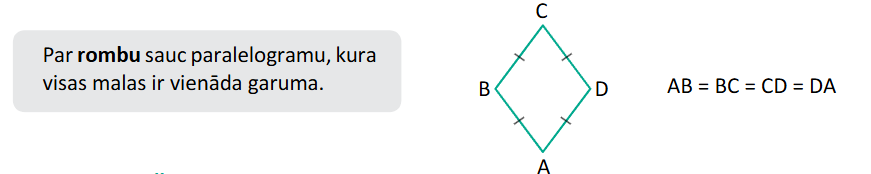 Par rombu sauc paralelogramu, kura
visas malas ir vienāda garuma.
C
B
D
A
AB = BC = CD = DA